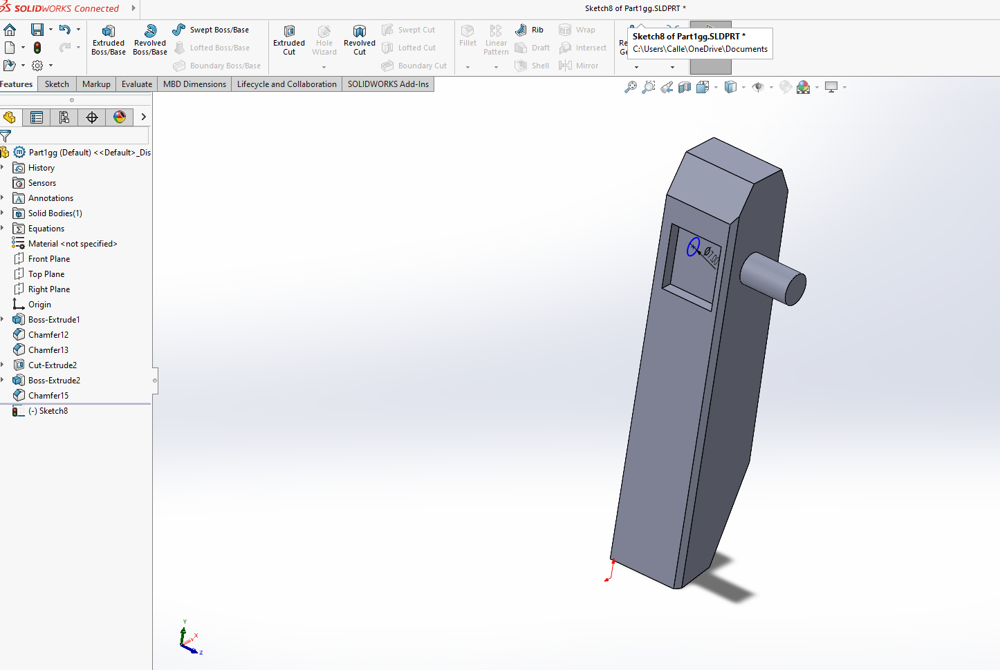 SOLIDWORKS Connected
Sketch8 of Part1gg.SLDPRT *
Extruded Boss/Base
Revolved Boss/Base
Swept Boss/Base
Lofted Boss/Base
Boundary Boss/Base
Extruded Cut
Hole Wizard
Revolved Cut
Swept Cut
Lofted Cut
Boundary Cut
Fillet
Linear Pattern
Rib
Draft
Shell
Wrap
Intersect
Mirror
Sketch8 of Part1gg.SLDPRT *
C:\Users\Calle\OneDrive\Documents
Features
Sketch
Markup
Evaluate
MBD Dimensions
Lifecycle and Collaboration
SOLIDWORKS Add-Ins
Part1gg (Default) <<Default>_Dis
History
Sensors
Annotations
Solid Bodies(1)
Equations
Material <not specified>
Front Plane
Top Plane
Right Plane
Origin
Boss-Extrude1
Chamfer12
Chamfer13
Cut-Extrude2
Boss-Extrude2
Chamfer15
(-) Sketch8
Ø7.00
Y
X
Z